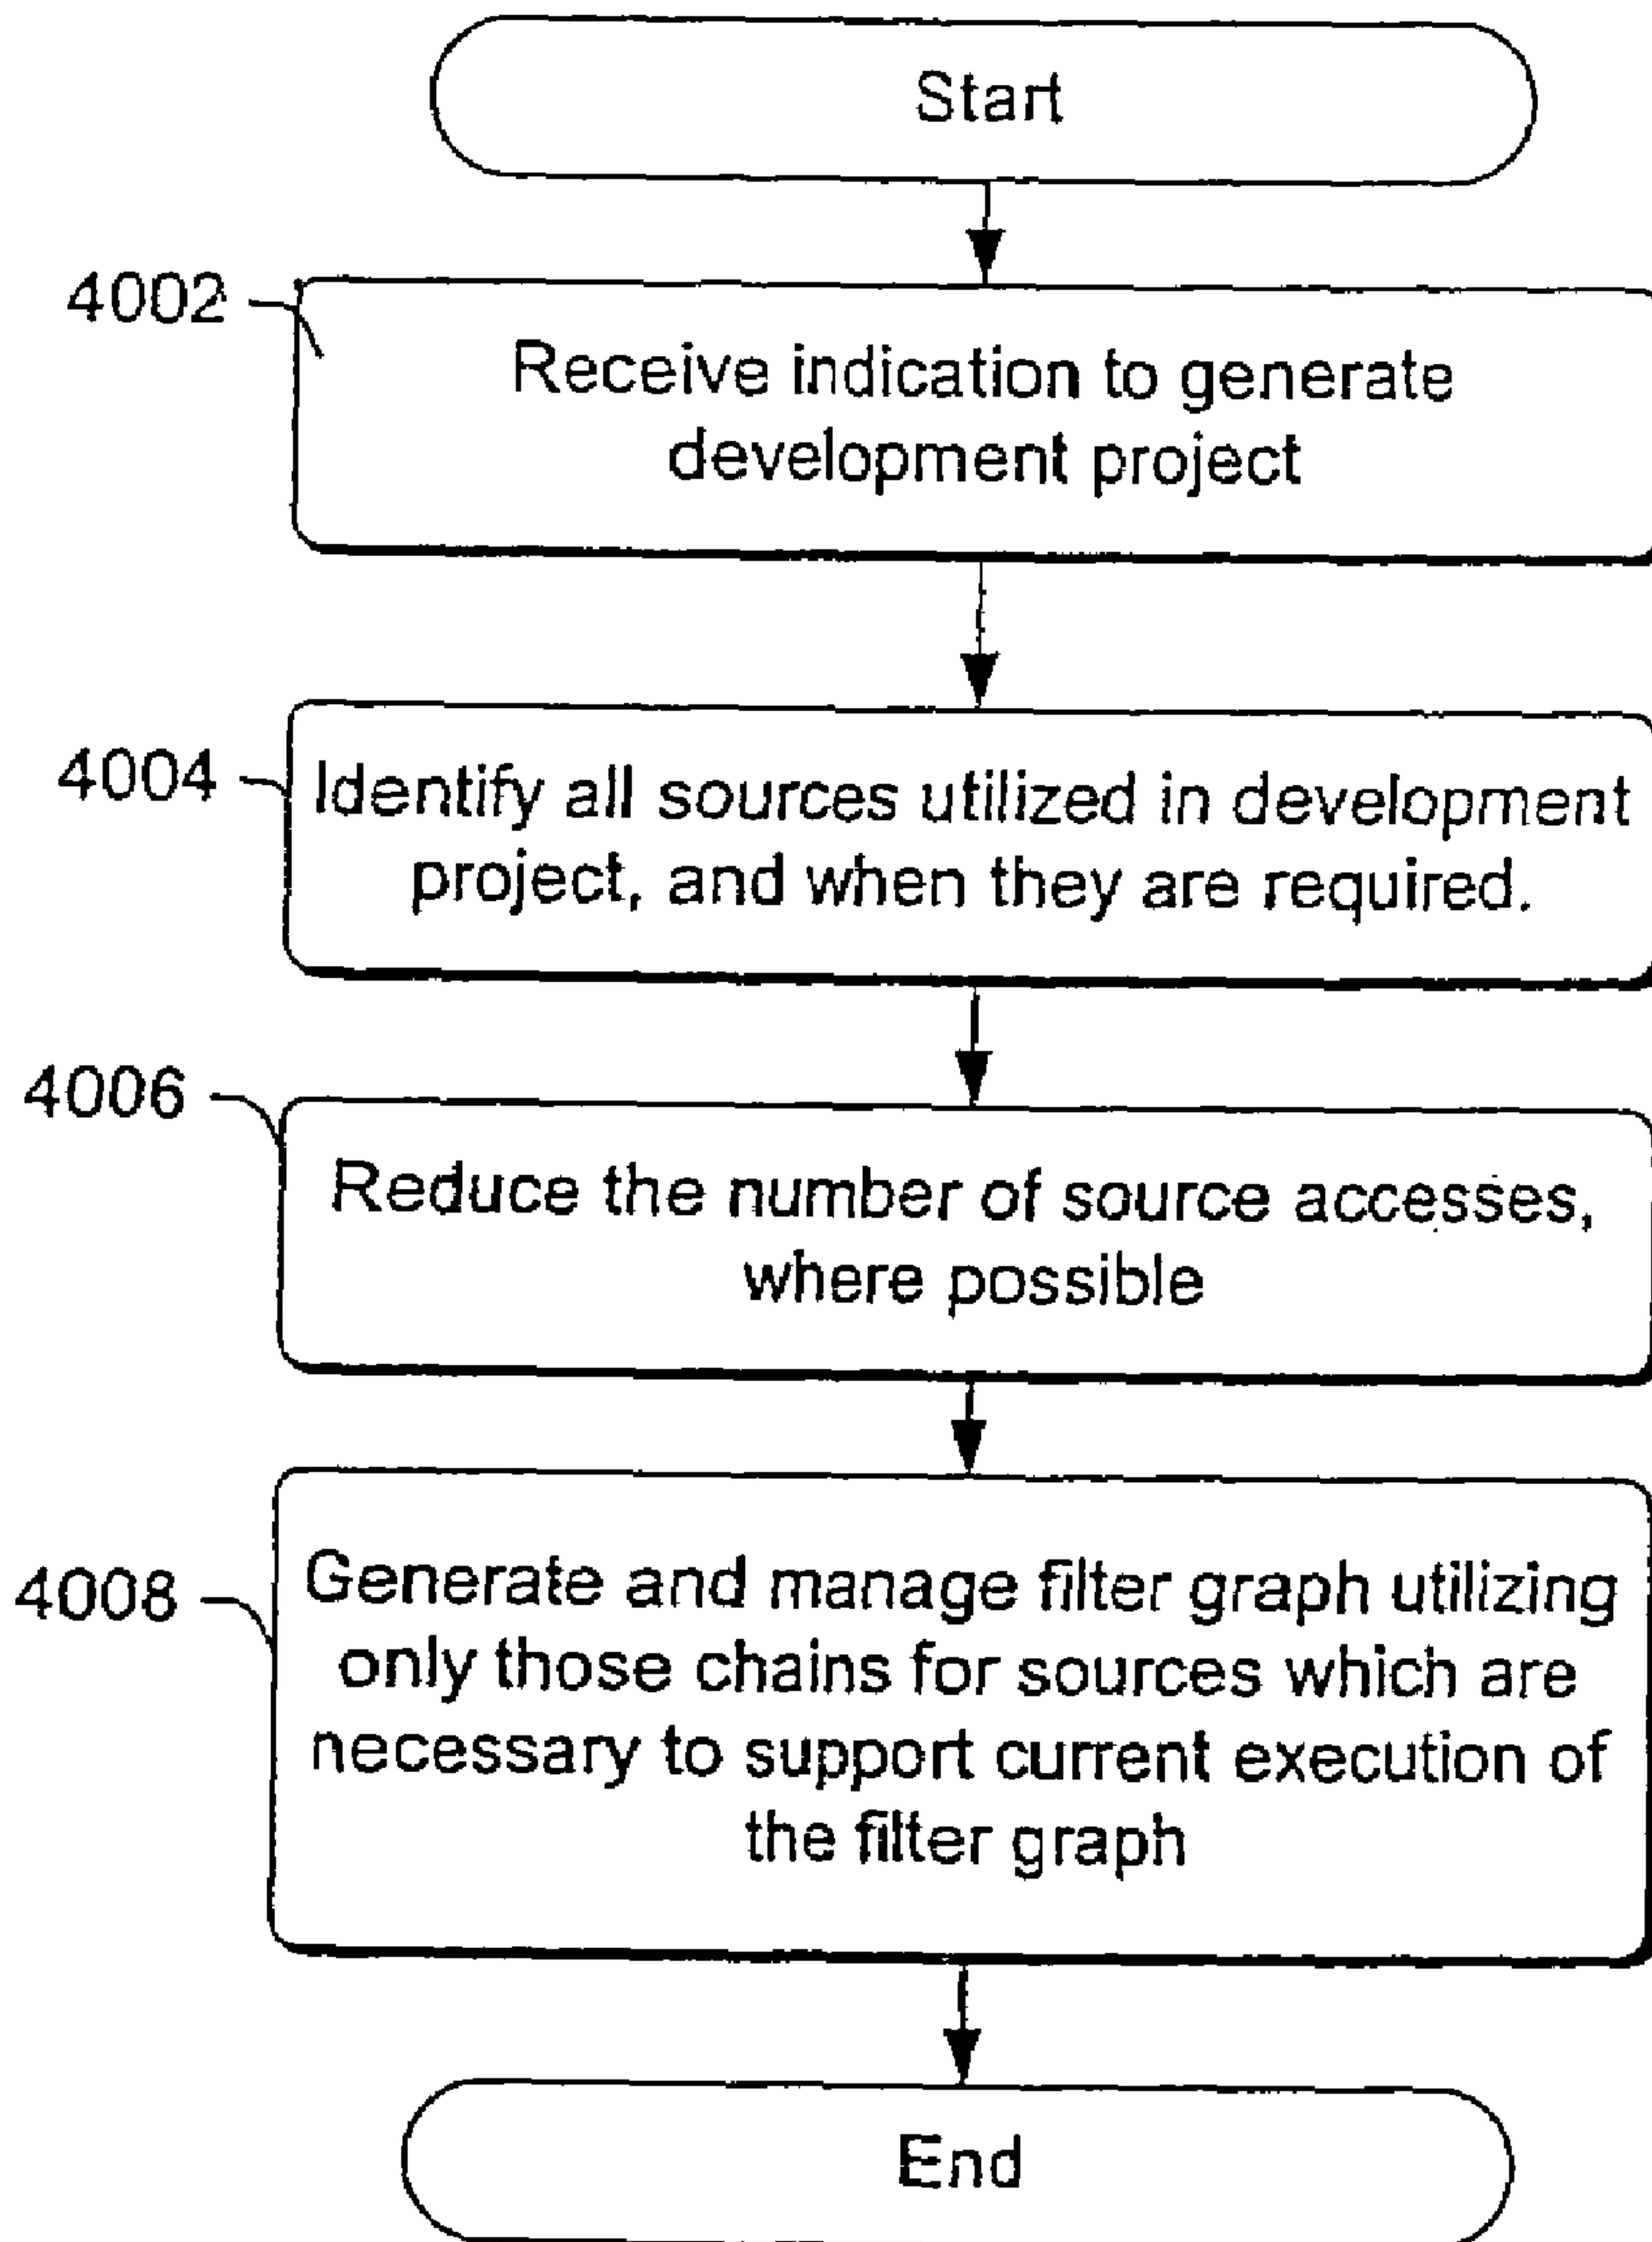 Start
4002
Receive indication to generate
development project
4004
Identify all sources utilized in development
project, and when they are required.
4006
Reduce the number of source accesses,
where possible
4008
Generate and manage filter graph utilizing
only those chains for sources which are
necessary to support current execution of
the filter graph
End